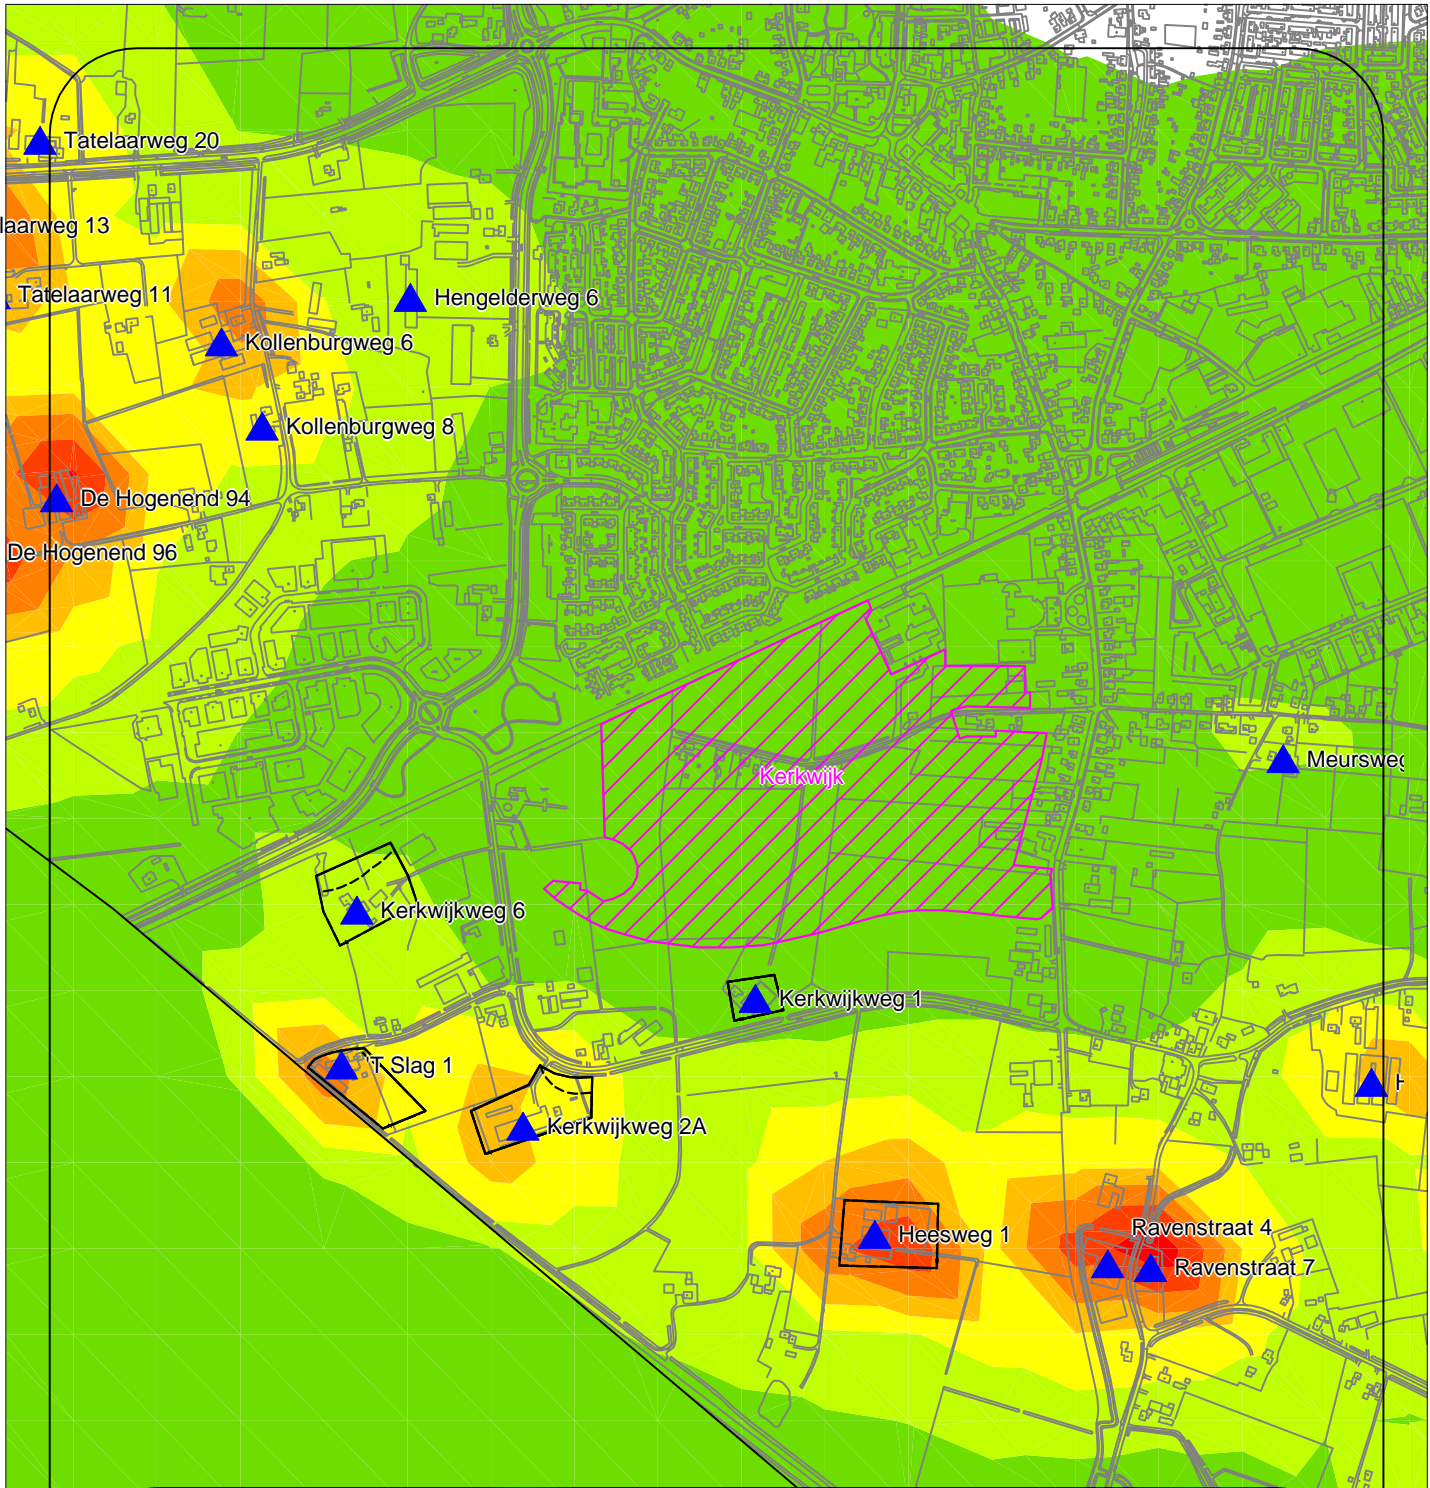 Tatelaarweg 20
laarweg 13
Tatelaarweg 11
Hengelderweg 6
Kollenburgweg 6
Kollenburgweg 8
De Hogenend 94
De Hogenend 96
Kerkwijk
Meursweg
Kerkwijkweg 6
Kerkwijkweg 1
'T Slag 1
H
Kerkwijkweg 2A
Ravenstraat 4
Heesweg 1
Ravenstraat 7